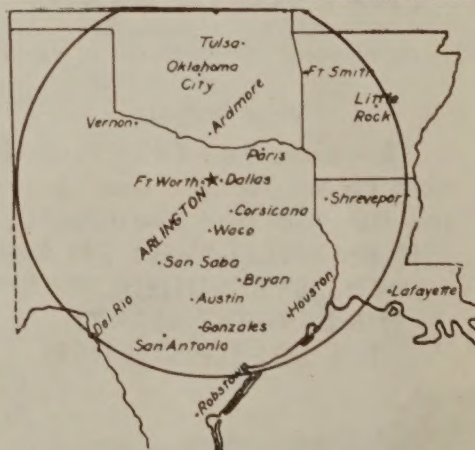 Tulsa
Oklahoma
City
Ft Smith
Little
Rock
Vernon
Ardmore
Paris
Ft Worth
Dallas
ARLINGTON
Corsicana
Shrevepor
Waco
San Saba
Bryan
Austin
Houston
Lafayette
Del Rio
Gonzales
San Antonio
Robstown